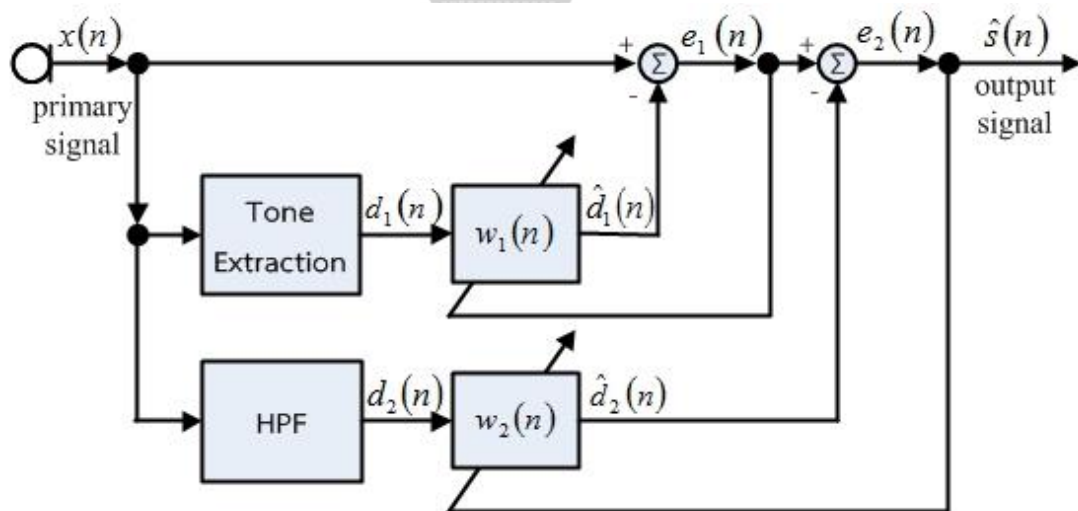 x(n)
primary
signal
+
Σ
-
e₁(n)
+
Σ
-
e₂(n)
ŝ(n)
output
signal
Tone
Extraction
d₁(n)
w₁(n)
d̂₁(n)
HPF
d₂(n)
w₂(n)
d̂₂(n)